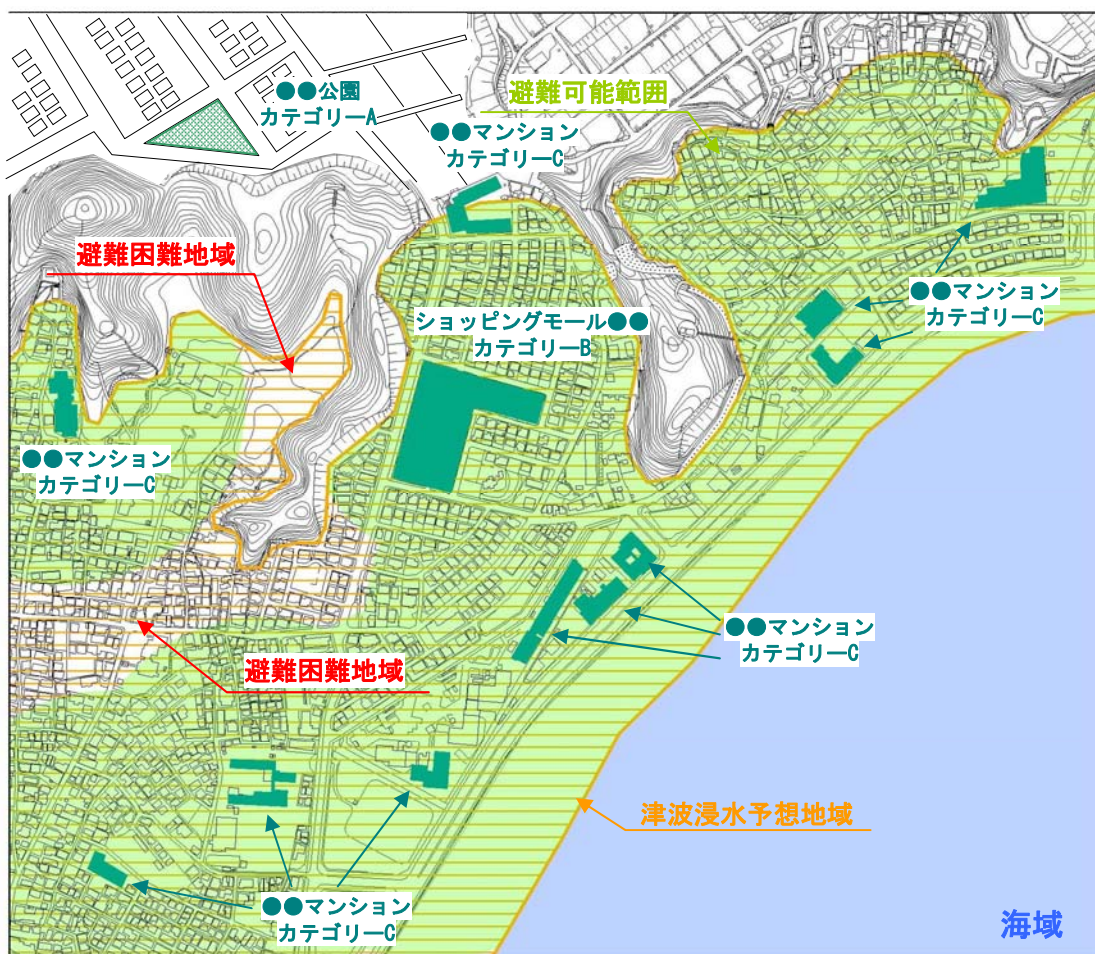 ●●公園
カテゴリーA
避難可能範囲
●●マンション
カテゴリーC
避難困難地域
●●マンション
カテゴリーC
ショッピングモール●●
カテゴリーB
●●マンション
カテゴリーC
●●マンション
カテゴリーC
避難困難地域
津波浸水予想地域
●●マンション
カテゴリーC
海域